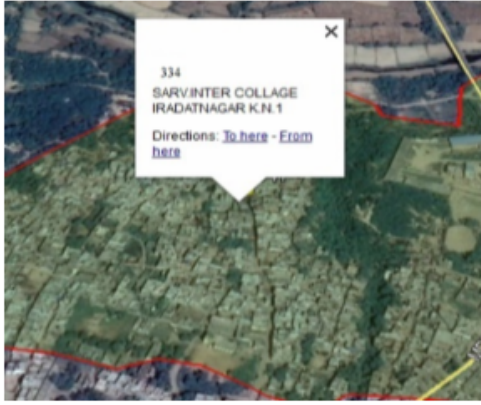 334
SARV.INTER COLLAGE
IRADATNAGAR K.N.1
Directions: To here - From
here